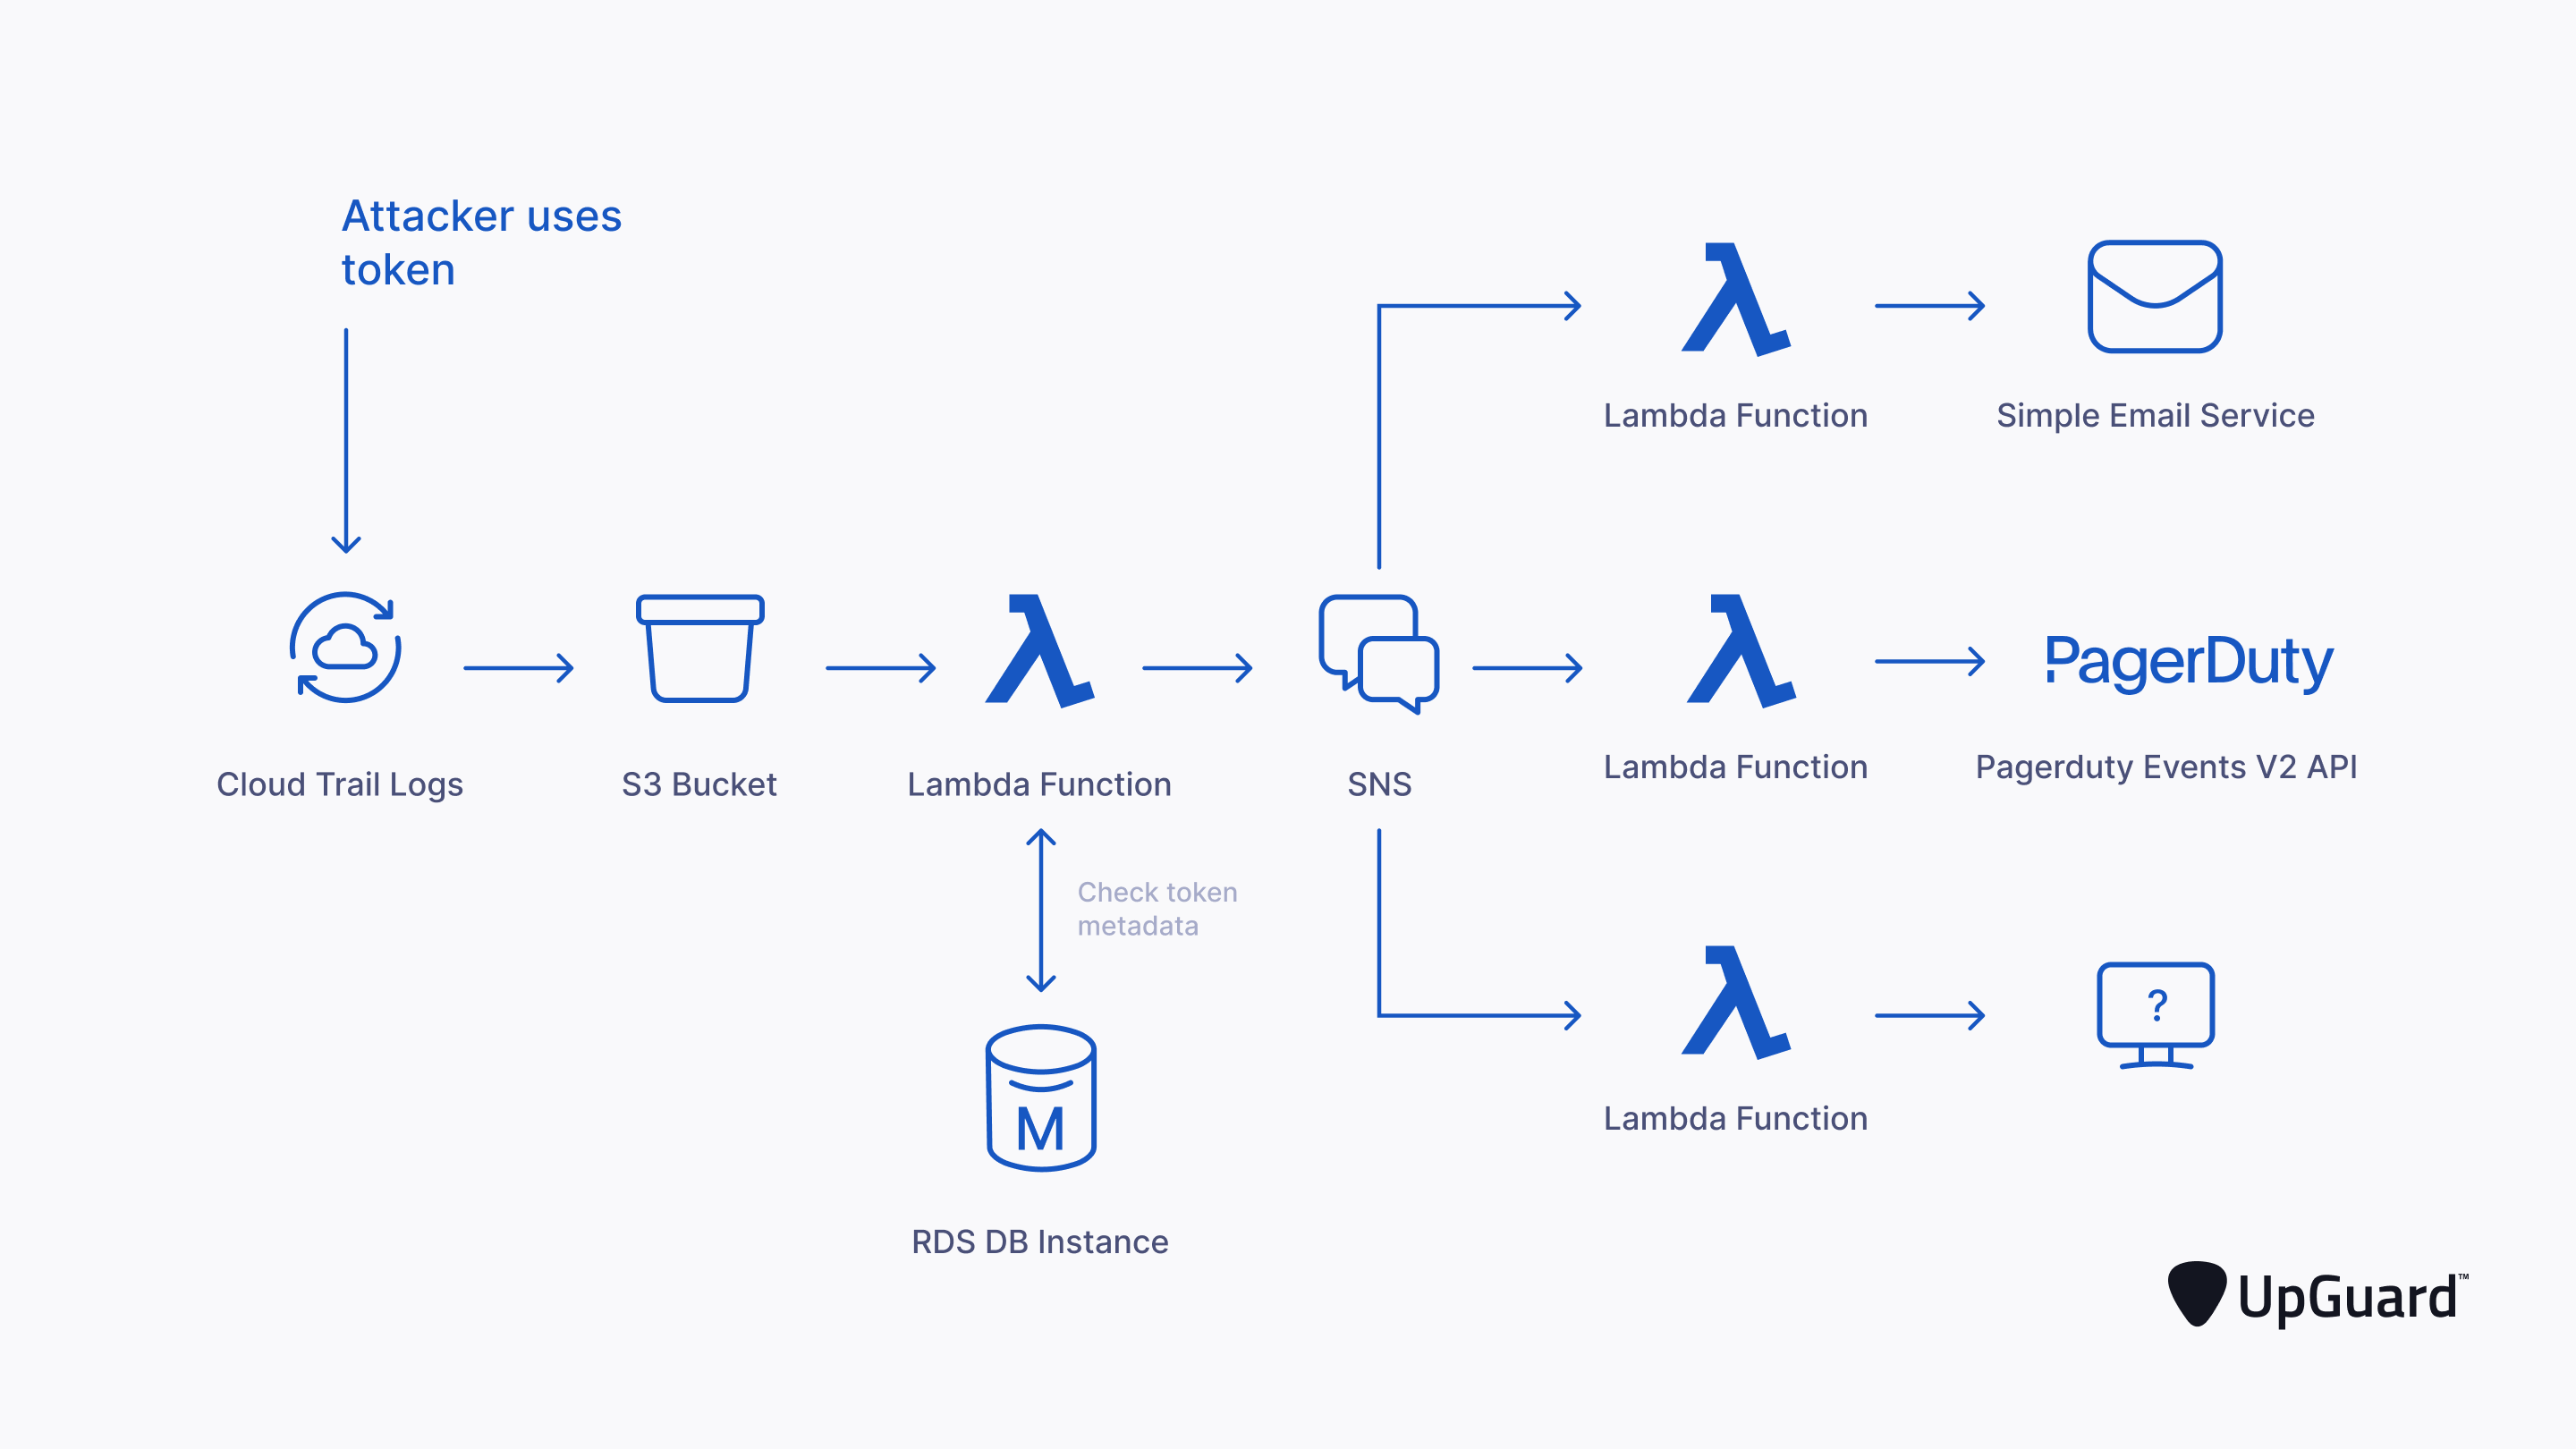 Attacker uses
token
Lambda Function
Simple Email Service
PagerDuty
Cloud Trail Logs
S3 Bucket
Lambda Function
SNS
Lambda Function
Pagerduty Events V2 API
Check token
metadata
?
M
Lambda Function
RDS DB Instance
UpGuard™